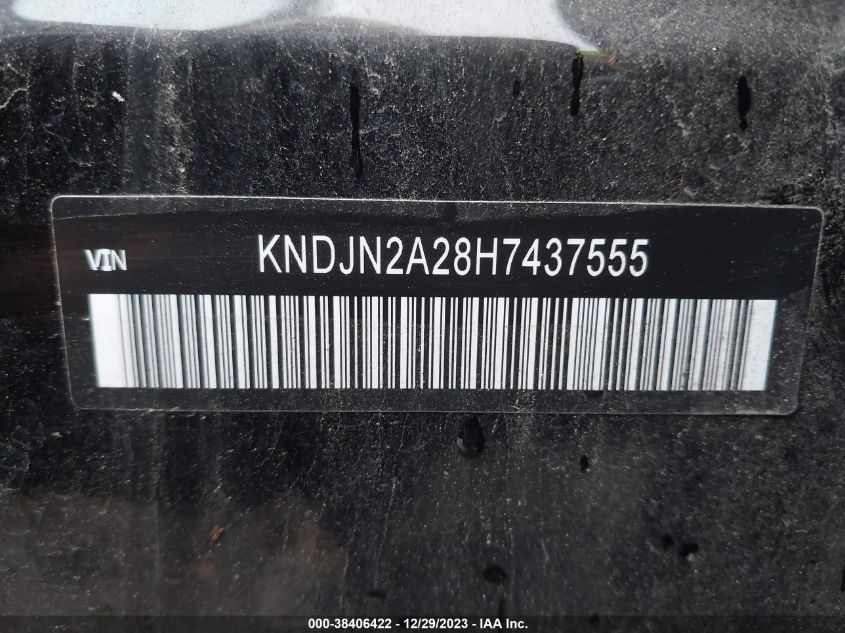 VIN KNDJN2A28H7437555
000-38406422 - 12/29/2023 - IAA Inc.